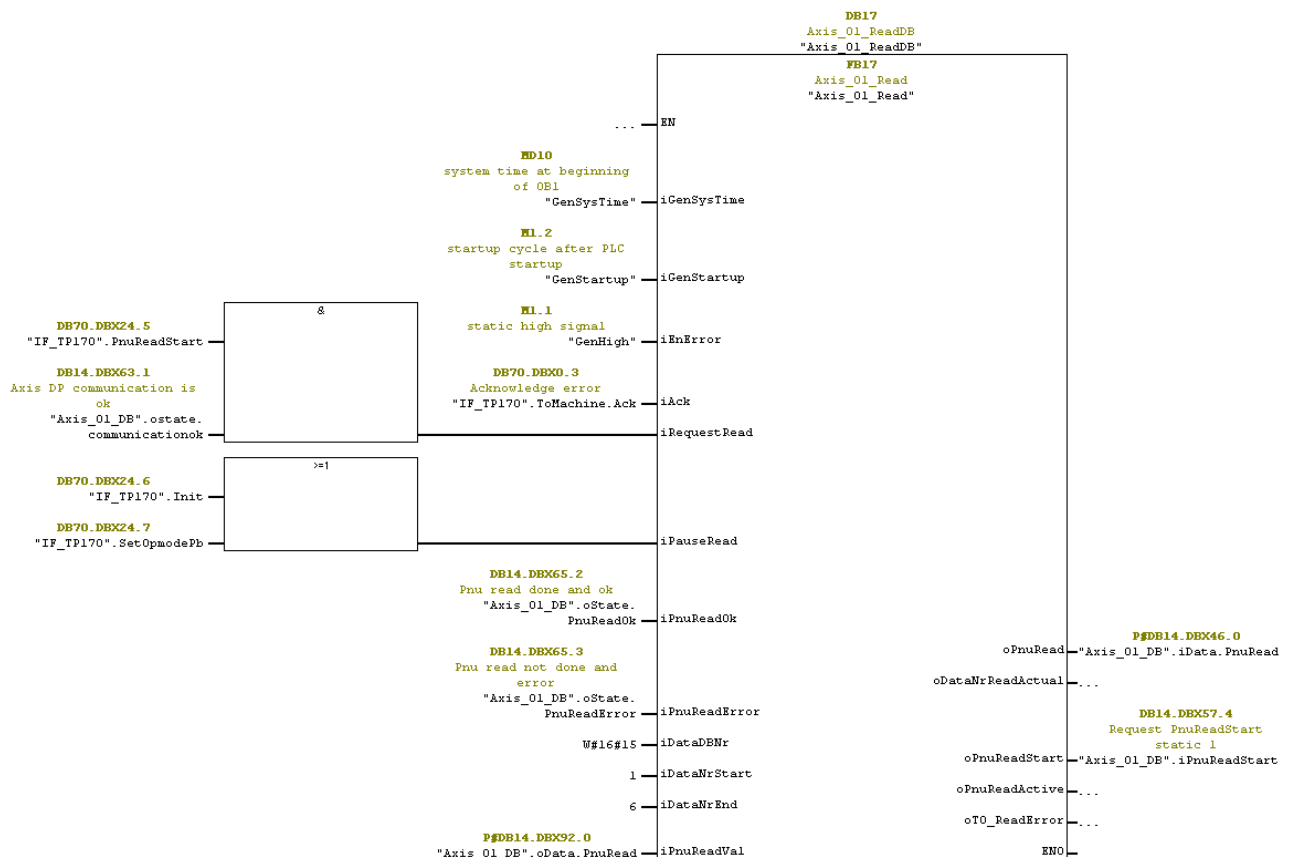 DB17
Axis_01_ReadDB
"Axis_01_ReadDB"
FB17
Axis_01_Read
"Axis_01_Read"
... EN
MD10
system time at beginning
of OB1
"GenSysTime" iGenSysTime
M1.2
startup cycle after PLC
startup
"GenStartup" iGenStartup
M1.1
static high signal
"GenHigh" iEnError
DB70.DBX0.3
Acknowledge error
"IF_TP170".ToMachine.Ack iAck
&
DB70.DBX24.5
"IF_TP170".PnuReadStart
DB14.DBX63.1
Axis DP communication is
ok
"Axis_01_DB".ostate.
communicationok
iRequestRead
>=1
DB70.DBX24.6
"IF_TP170".Init
DB70.DBX24.7
"IF_TP170".SetOpmodePb
iPauseRead
DB14.DBX65.2
Pnu read done and ok
"Axis_01_DB".oState.
PnuReadOk iPnuReadOk
DB14.DBX65.3
Pnu read not done and
error
"Axis_01_DB".oState.
PnuReadError iPnuReadError
W#16#15 iDataDBNr
1 iDataNrStart
6 iDataNrEnd
P#DB14.DBX92.0
"Axis_01_DB".oData.PnuRead iPnuReadVal
P#DB14.DBX46.0
oPnuRead "Axis_01_DB".iData.PnuRead
oDataNrReadActual ...
DB14.DBX57.4
Request PnuReadStart
static 1
oPnuReadStart "Axis_01_DB".iPnuReadStart
oPnuReadActive ...
oTO_ReadError ...
ENO